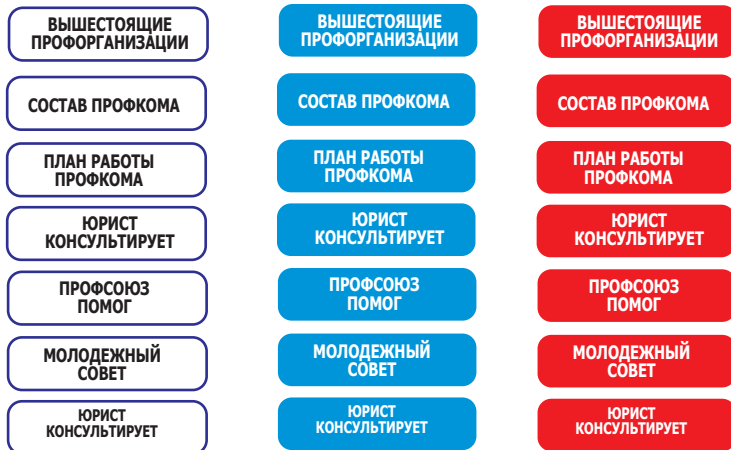 ВЫШЕСТОЯЩИЕ
ПРОФОРГАНИЗАЦИИ
СОСТАВ ПРОФКОМА
ПЛАН РАБОТЫ
ПРОФКОМА
ЮРИСТ
КОНСУЛЬТИРУЕТ
ПРОФСОЮЗ
ПОМОГ
МОЛОДЕЖНЫЙ
СОВЕТ
ЮРИСТ
КОНСУЛЬТИРУЕТ
ВЫШЕСТОЯЩИЕ
ПРОФОРГАНИЗАЦИИ
СОСТАВ ПРОФКОМА
ПЛАН РАБОТЫ
ПРОФКОМА
ЮРИСТ
КОНСУЛЬТИРУЕТ
ПРОФСОЮЗ
ПОМОГ
МОЛОДЕЖНЫЙ
СОВЕТ
ЮРИСТ
КОНСУЛЬТИРУЕТ
ВЫШЕСТОЯЩИЕ
ПРОФОРГАНИЗАЦИИ
СОСТАВ ПРОФКОМА
ПЛАН РАБОТЫ
ПРОФКОМА
ЮРИСТ
КОНСУЛЬТИРУЕТ
ПРОФСОЮЗ
ПОМОГ
МОЛОДЕЖНЫЙ
СОВЕТ
ЮРИСТ
КОНСУЛЬТИРУЕТ